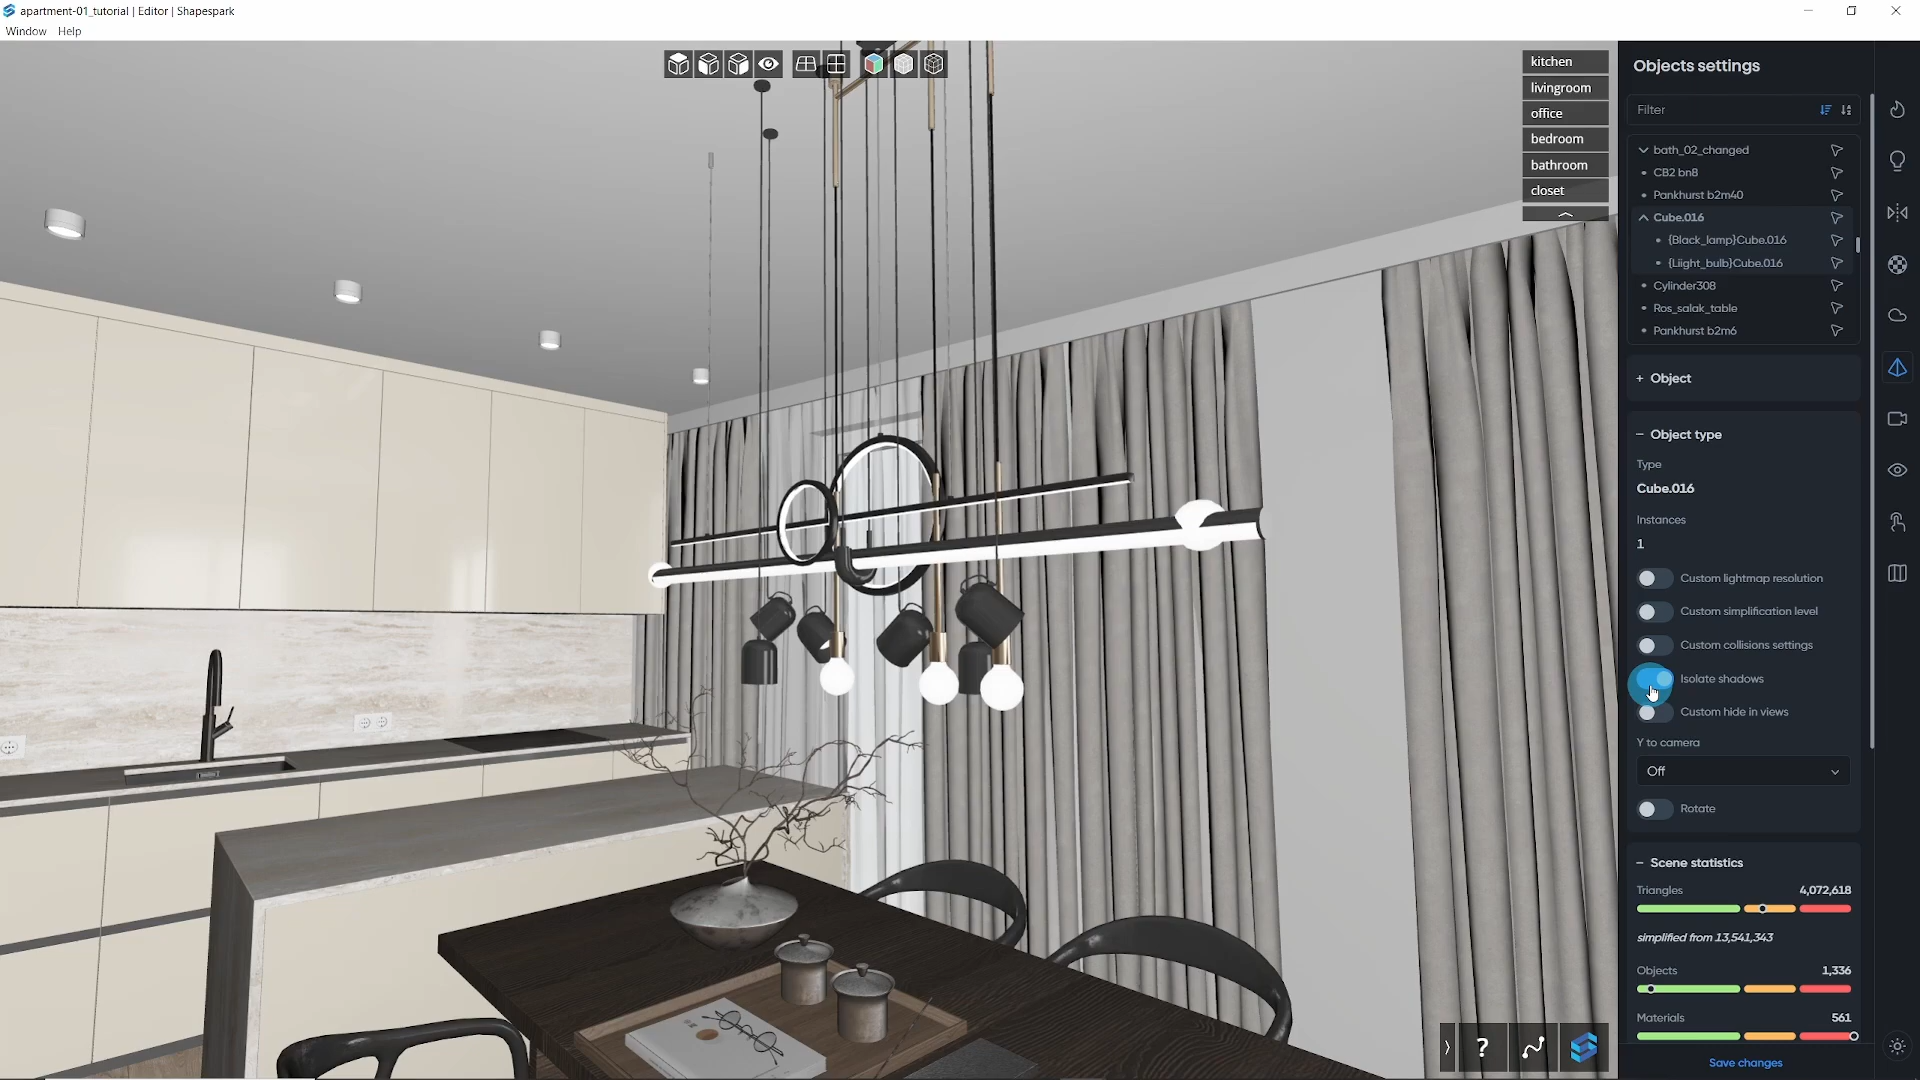 apartment-01_tutorial | Editor | Shapespark
Window Help
kitchen
livingroom
office
bedroom
bathroom
closet
Objects settings
Filter
bath_02_changed
CB2 bn8
Pankhurst b2m40
Cube.016
{Black_lamp}Cube.016
{Liight_bulb}Cube.016
Cylinder308
Ros_salak_table
Pankhurst b2m6
+ Object
− Object type
Type
Cube.016
Instances
1
Custom lightmap resolution
Custom simplification level
Custom collisions settings
Isolate shadows
Custom hide in views
Y to camera
Off
Rotate
− Scene statistics
Triangles 4,072,618
simplified from 13,541,343
Objects 1,336
Materials 561
Save changes
?